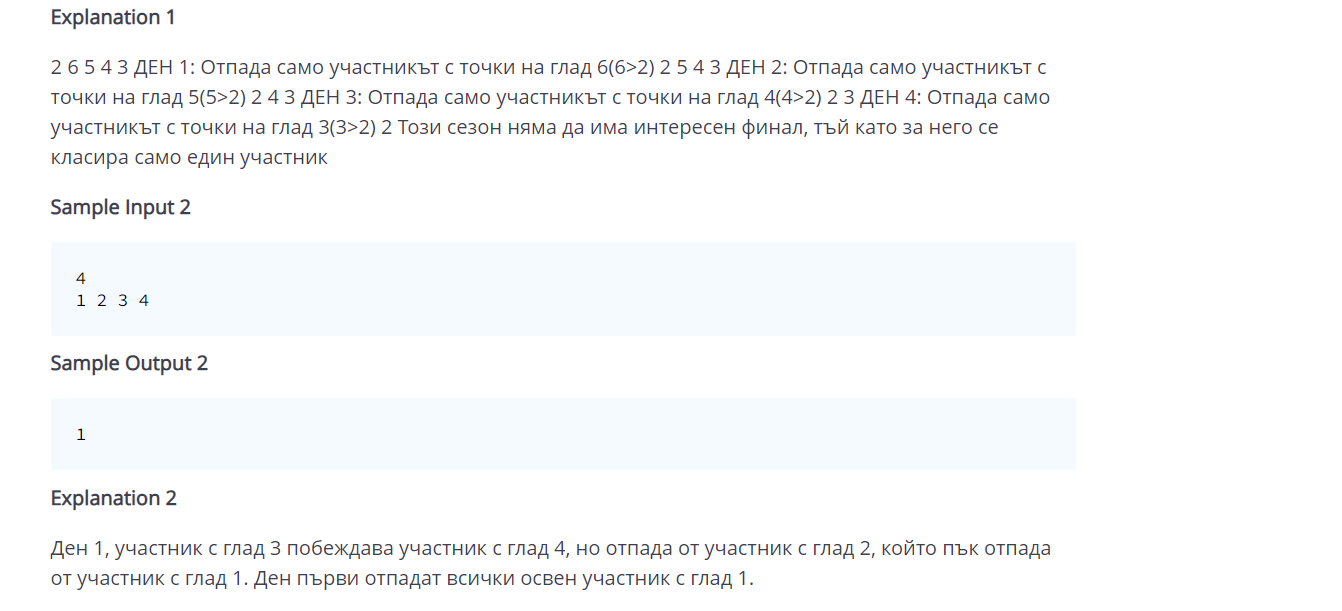 Explanation 1
2 6 5 4 3 ДЕН 1: Отпада само участникът с точки на глад 6(6>2) 2 5 4 3 ДЕН 2: Отпада само участникът с
точки на глад 5(5>2) 2 4 3 ДЕН 3: Отпада само участникът с точки на глад 4(4>2) 2 3 ДЕН 4: Отпада само
участникът с точки на глад 3(3>2) 2 Този сезон няма да има интересен финал, тъй като за него се
класира само един участник
Sample Input 2
4
1 2 3 4
Sample Output 2
1
Explanation 2
Ден 1, участник с глад 3 побеждава участник с глад 4, но отпада от участник с глад 2, който пък отпада
от участник с глад 1. Ден първи отпадат всички освен участник с глад 1.